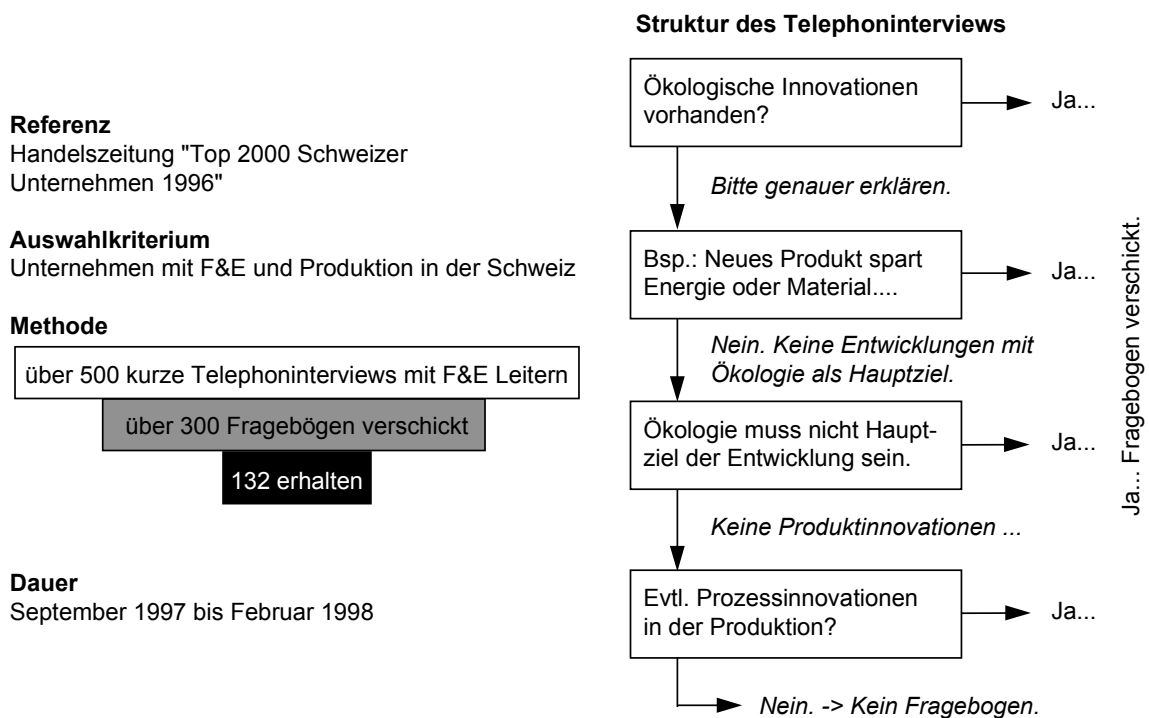 Referenz
Handelszeitung "Top 2000 Schweizer
Unternehmen 1996"
Auswahlkriterium
Unternehmen mit F&E und Produktion in der Schweiz
Methode
über 500 kurze Telephoninterviews mit F&E Leitern
über 300 Fragebögen verschickt
132 erhalten
Dauer
September 1997 bis Februar 1998
Struktur des Telephoninterviews
Ökologische Innovationen
vorhanden?
Ja...
Bitte genauer erklären.
Bsp.: Neues Produkt spart
Energie oder Material....
Ja...
Nein. Keine Entwicklungen mit
Ökologie als Hauptziel.
Ökologie muss nicht Haupt-
ziel der Entwicklung sein.
Ja...
Keine Produktinnovationen ...
Evtl. Prozessinnovationen
in der Produktion?
Ja...
Nein. -> Kein Fragebogen.
Ja... Fragebogen verschickt.